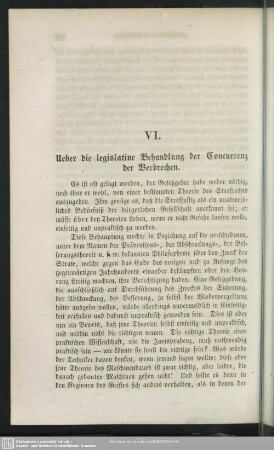 VI.
Ueber die legislative Behandlung der Concurrenz
der Verbrechen.
Es ist oft gesagt worden, der Gesetzgeber habe weder nöthig,
noch thue er wohl, von einer bestimmten Theorie des Strafrechts
auszugehen. Ihm genüge es, daß die Strafjustiz als ein unabweis-
liches Bedürfniß der bürgerlichen Gesellschaft anerkannt sei; er
müsse über den Theorien stehen, wenn er nicht Gefahr laufen wolle,
einseitig und unpraktisch zu werden.
Diese Behauptung mochte in Beziehung auf die verschiedenen,
unter dem Namen der Präventions-, der Abschreckungs-, der Bes-
serungstheorie u. s. w. bekannten Philosopheme über den Zweck der
Strafe, welche gegen das Ende des vorigen und zu Anfange des
gegenwärtigen Jahrhunderts einander bekämpften oder den Vor-
rang streitig machten, ihre Berechtigung haben. Eine Gesetzgebung,
die ausschließlich auf Durchführung des Zweckes der Sicherung,
der Abschreckung, der Besserung, ja selbst der Wiedervergeltung
hätte ausgehen wollen, würde allerdings unvermeidlich in Einseitig-
keit verfallen und dadurch unpraktisch geworden sein. Dies ist aber
nur ein Beweis, daß jene Theorien selbst einseitig und unpraktisch,
und mithin nicht die richtigen waren. Die richtige Theorie einer
praktischen Wissenschaft, wie die Jurisprudenz, muß nothwendig
praktisch sein — wie könnte sie sonst die richtige sein? Was würde
der Techniker davon denken, wenn jemand sagen wollte: diese oder
jene Theorie des Maschinenbaues ist zwar richtig, aber leider, die
danach gebauten Maschinen gehen nicht! Und sollte es denn in
den Regionen des Geistes sich anders verhalten, als in denen der